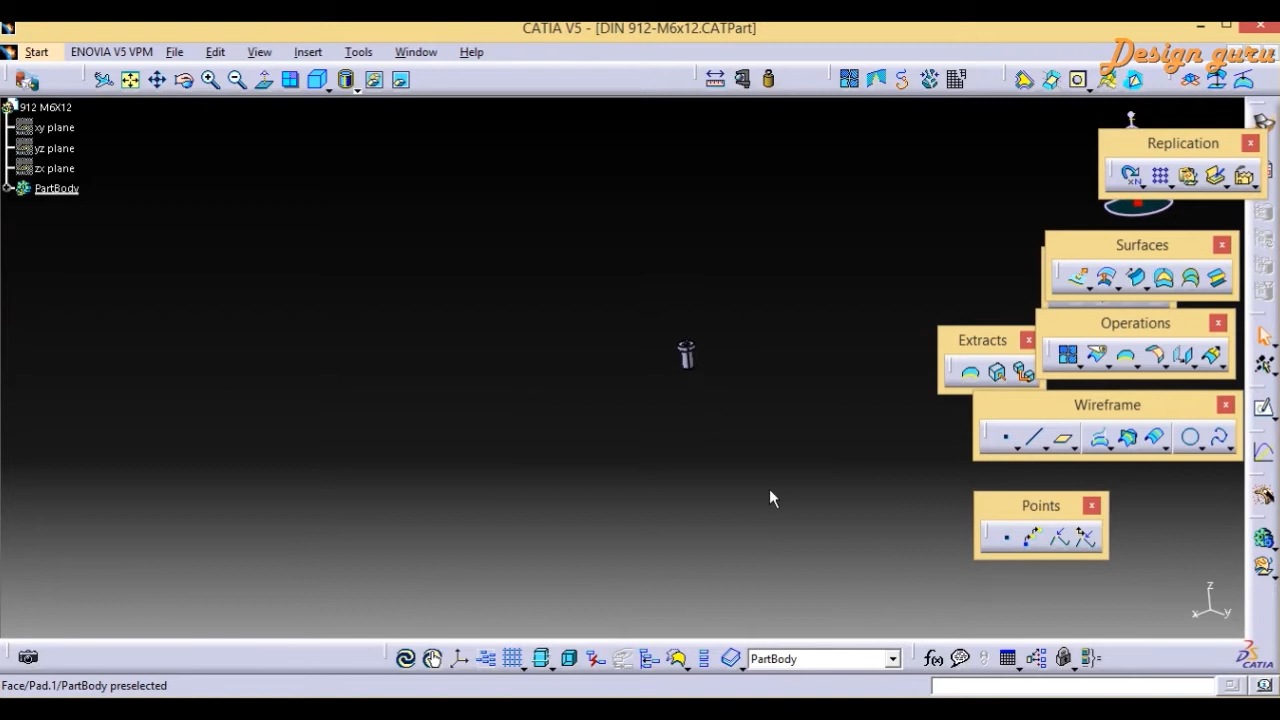 CATIA V5 - [DIN 912-M6x12.CATPart]
Start ENOVIA V5 VPM File Edit View Insert Tools Window Help
Design guru
912 M6X12
xy plane
yz plane
zx plane
PartBody
Replication
xN
Surfaces
Operations
Extracts
Wireframe
Points
z
x y
PartBody
f(x)
CATIA
Face/Pad.1/PartBody preselected